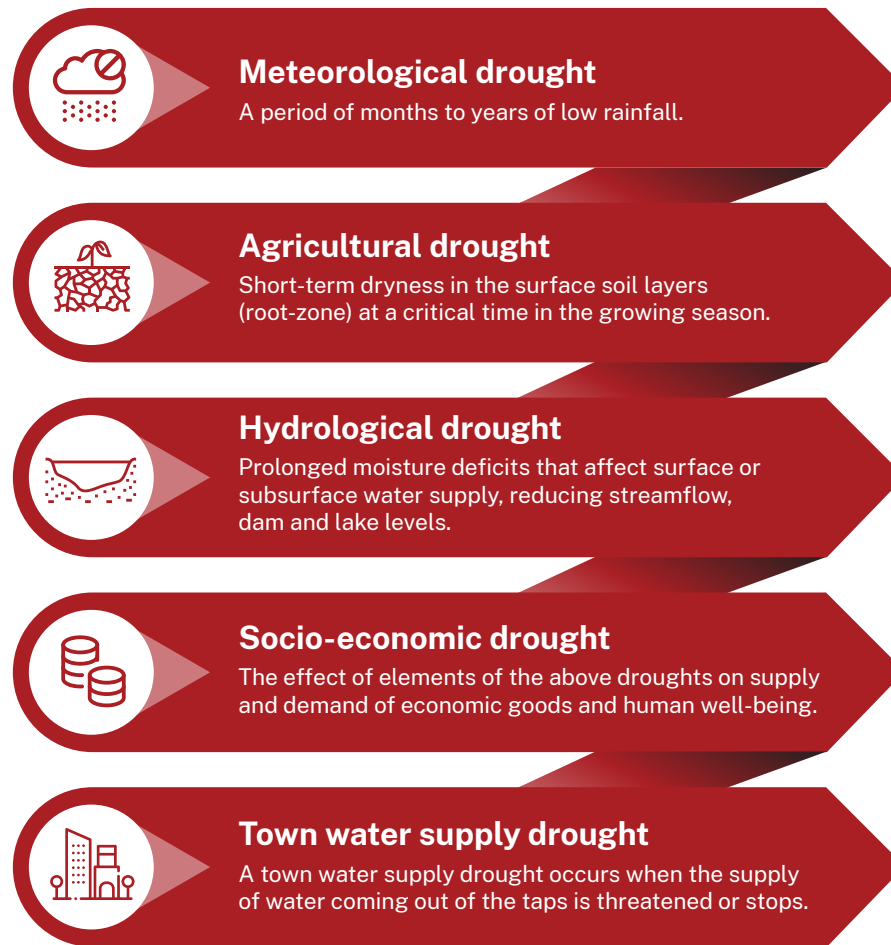 Meteorological drought
A period of months to years of low rainfall.
Agricultural drought
Short-term dryness in the surface soil layers
(root-zone) at a critical time in the growing season.
Hydrological drought
Prolonged moisture deficits that affect surface or
subsurface water supply, reducing streamflow,
dam and lake levels.
Socio-economic drought
The effect of elements of the above droughts on supply
and demand of economic goods and human well-being.
Town water supply drought
A town water supply drought occurs when the supply
of water coming out of the taps is threatened or stops.